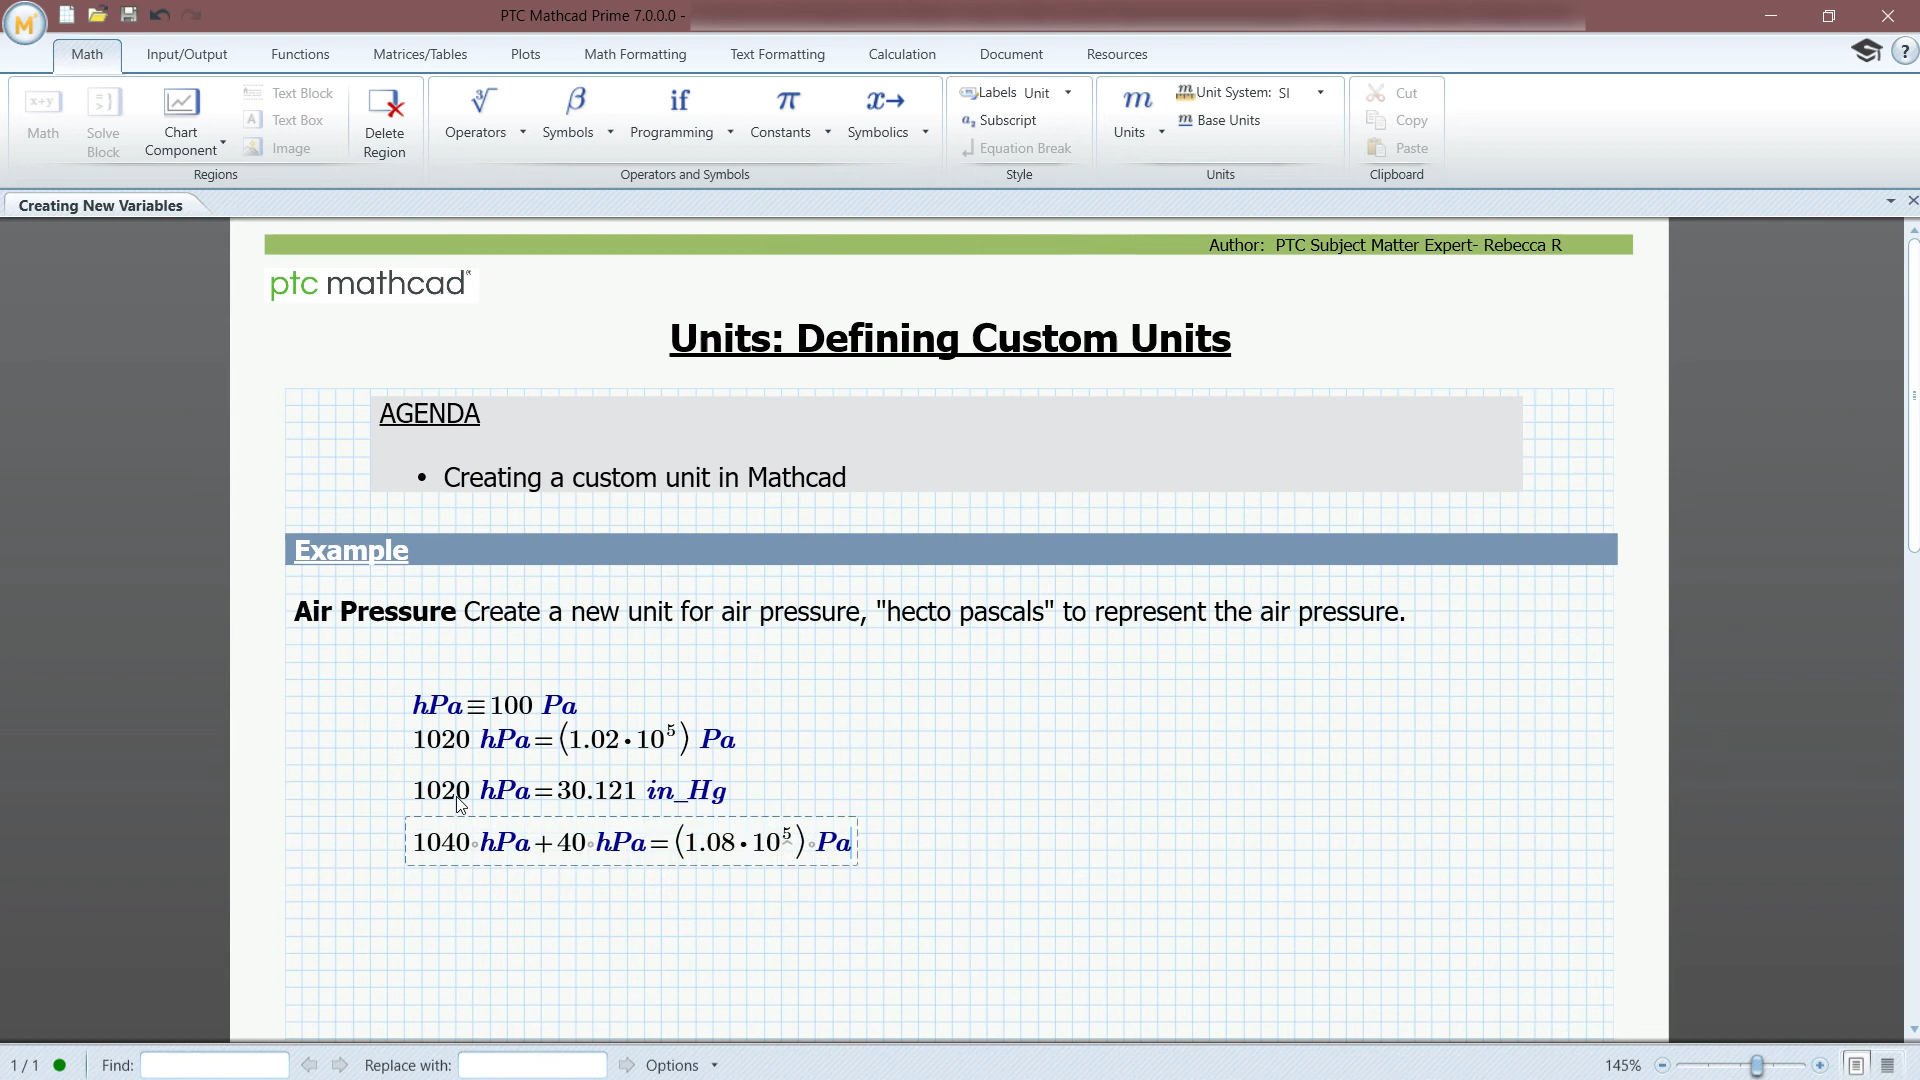 PTC Mathcad Prime 7.0.0.0 -
Math Input/Output Functions Matrices/Tables Plots Math Formatting Text Formatting Calculation Document Resources
Math
Solve Block
Chart Component
Text Block
Text Box
Image
Delete Region
Regions
Operators
Symbols
if
Programming
π
Constants
Symbolics
Operators and Symbols
Labels Unit
Subscript
Equation Break
Style
m
Units
Unit System: SI
Base Units
Units
Cut
Copy
Paste
Clipboard
Creating New Variables
Author: PTC Subject Matter Expert- Rebecca R
ptc mathcad®
Units: Defining Custom Units
AGENDA
• Creating a custom unit in Mathcad
Example
Air Pressure Create a new unit for air pressure, "hecto pascals" to represent the air pressure.
hPa≡100 Pa
1020 hPa=(1.02•10⁵) Pa
1020 hPa=30.121 in_Hg
1040 hPa+40 hPa=(1.08•10⁵) Pa
1 / 1 Find: Replace with: Options 145%